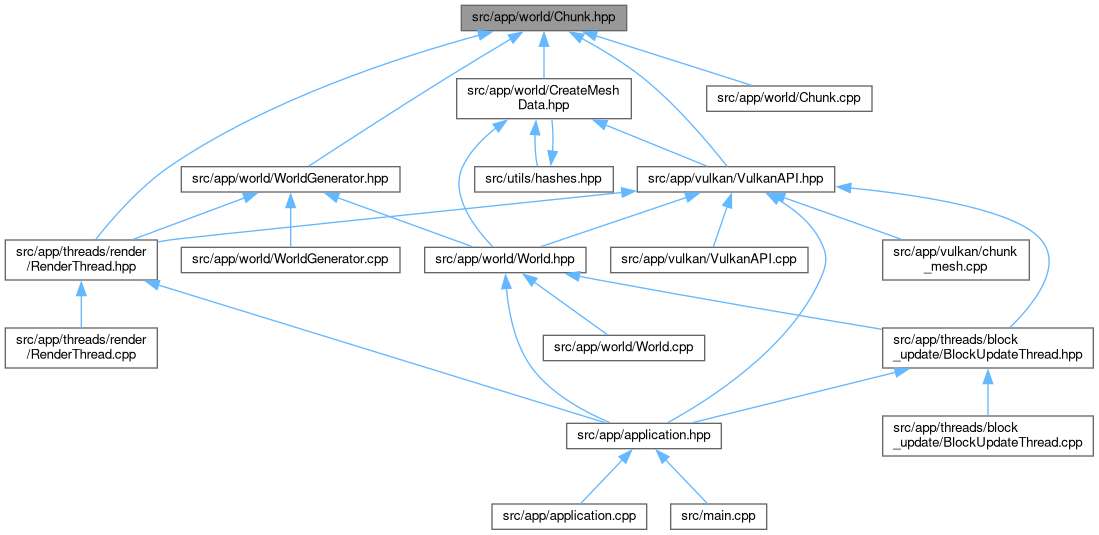 src/app/world/Chunk.hpp
src/app/world/CreateMesh
Data.hpp
src/app/world/Chunk.cpp
src/app/world/WorldGenerator.hpp
src/utils/hashes.hpp
src/app/vulkan/VulkanAPI.hpp
src/app/threads/render
/RenderThread.hpp
src/app/world/WorldGenerator.cpp
src/app/world/World.hpp
src/app/vulkan/VulkanAPI.cpp
src/app/vulkan/chunk
_mesh.cpp
src/app/threads/render
/RenderThread.cpp
src/app/world/World.cpp
src/app/threads/block
_update/BlockUpdateThread.hpp
src/app/application.hpp
src/app/threads/block
_update/BlockUpdateThread.cpp
src/app/application.cpp
src/main.cpp